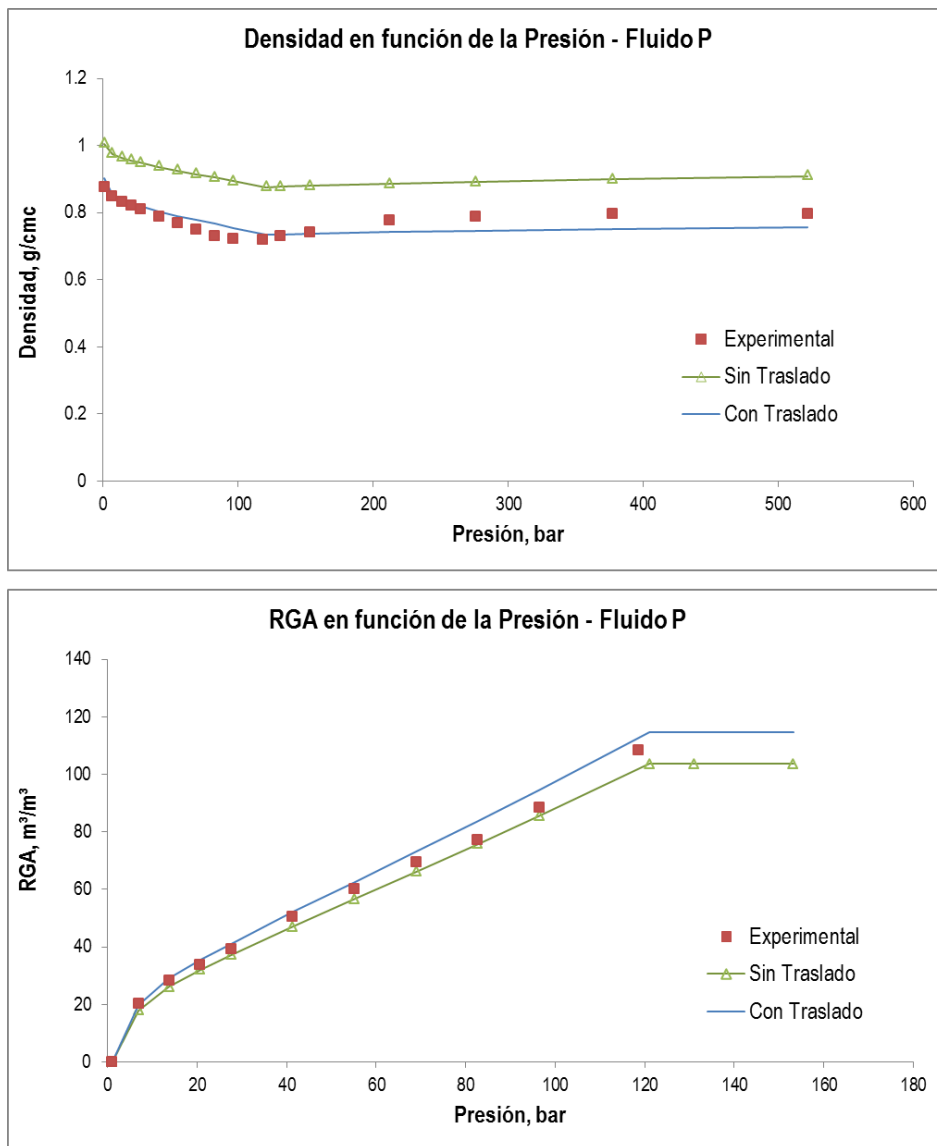 Densidad en función de la Presión - Fluido P
1.2
1
0.8
0.6
0.4
0.2
0
Densidad, g/cmc
0 100 200 300 400 500 600
Presión, bar
Experimental
Sin Traslado
Con Traslado
RGA en función de la Presión - Fluido P
140
120
100
80
60
40
20
0
RGA, m³/m³
0 20 40 60 80 100 120 140 160 180
Presión, bar
Experimental
Sin Traslado
Con Traslado